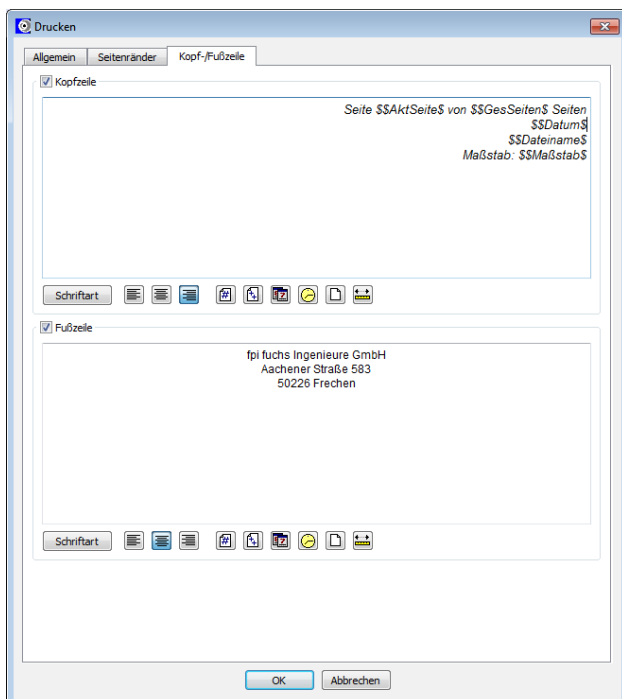 Drucken
Allgemein Seitenränder Kopf-/Fußzeile
Kopfzeile
Seite $$AktSeite$ von $$GesSeiten$ Seiten
$$Datum$
$$Dateiname$
Maßstab: $$Maßstab$
Schriftart
Fußzeile
fpi fuchs Ingenieure GmbH
Aachener Straße 583
50226 Frechen
Schriftart
OK Abbrechen